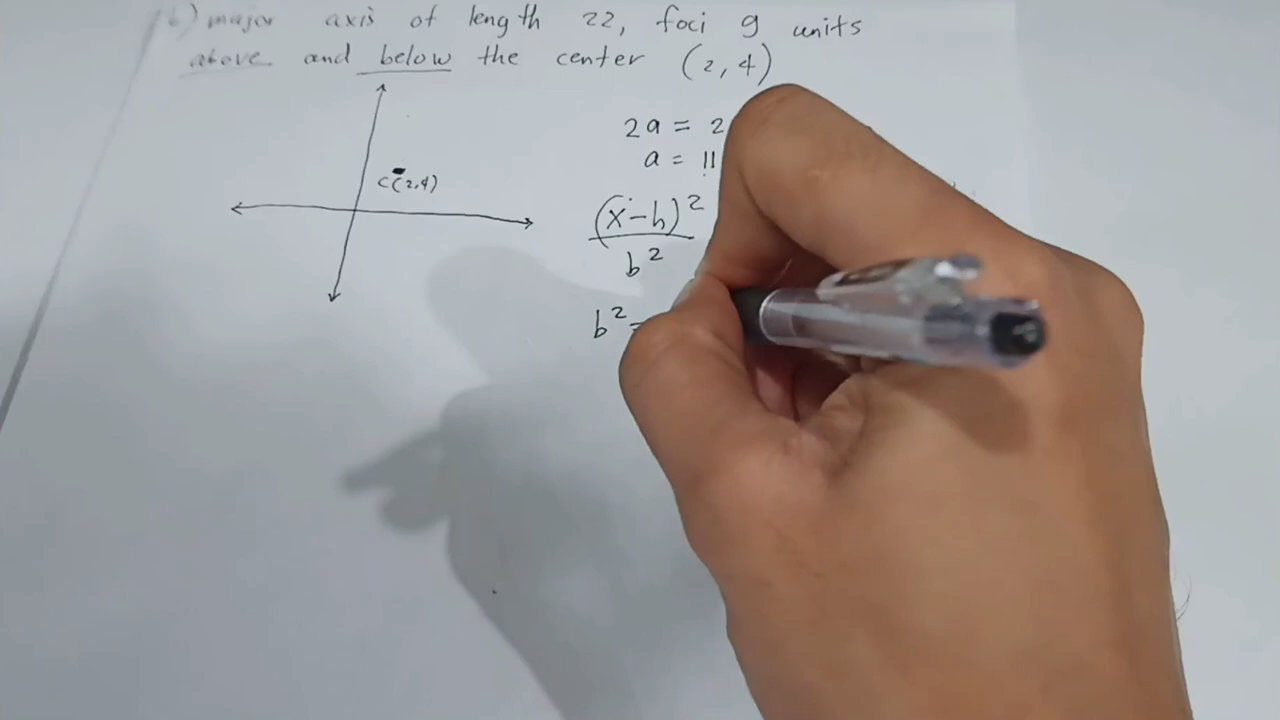 b) major axis of length 22, foci 9 units
above and below the center (2, 4)
2a = 2
a = 11
C(2,4)
(x-h)²
b²
b² =